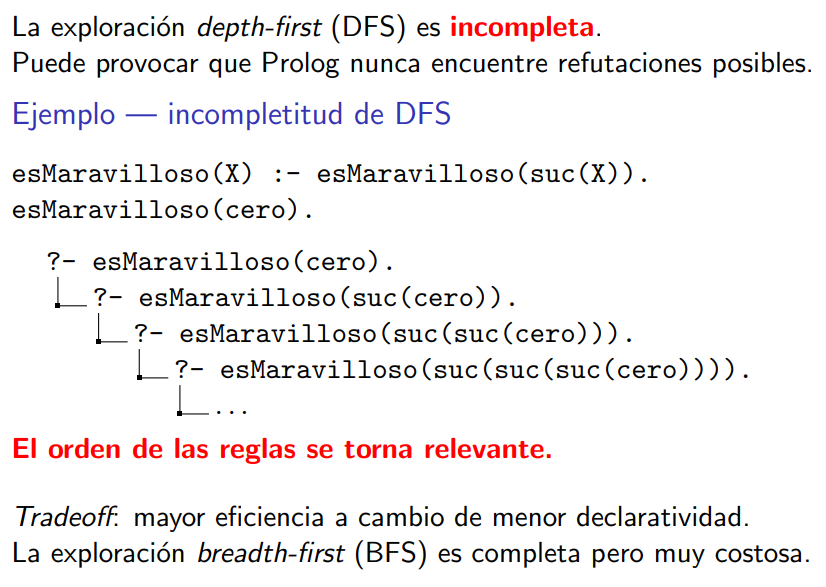 La exploración depth-first (DFS) es incompleta.
Puede provocar que Prolog nunca encuentre refutaciones posibles.
Ejemplo — incompletitud de DFS
esMaravilloso(X) :- esMaravilloso(suc(X)).
esMaravilloso(cero).
?- esMaravilloso(cero).
?- esMaravilloso(suc(cero)).
?- esMaravilloso(suc(suc(cero))).
?- esMaravilloso(suc(suc(suc(cero)))).
...
El orden de las reglas se torna relevante.
Tradeoff: mayor eficiencia a cambio de menor declaratividad.
La exploración breadth-first (BFS) es completa pero muy costosa.